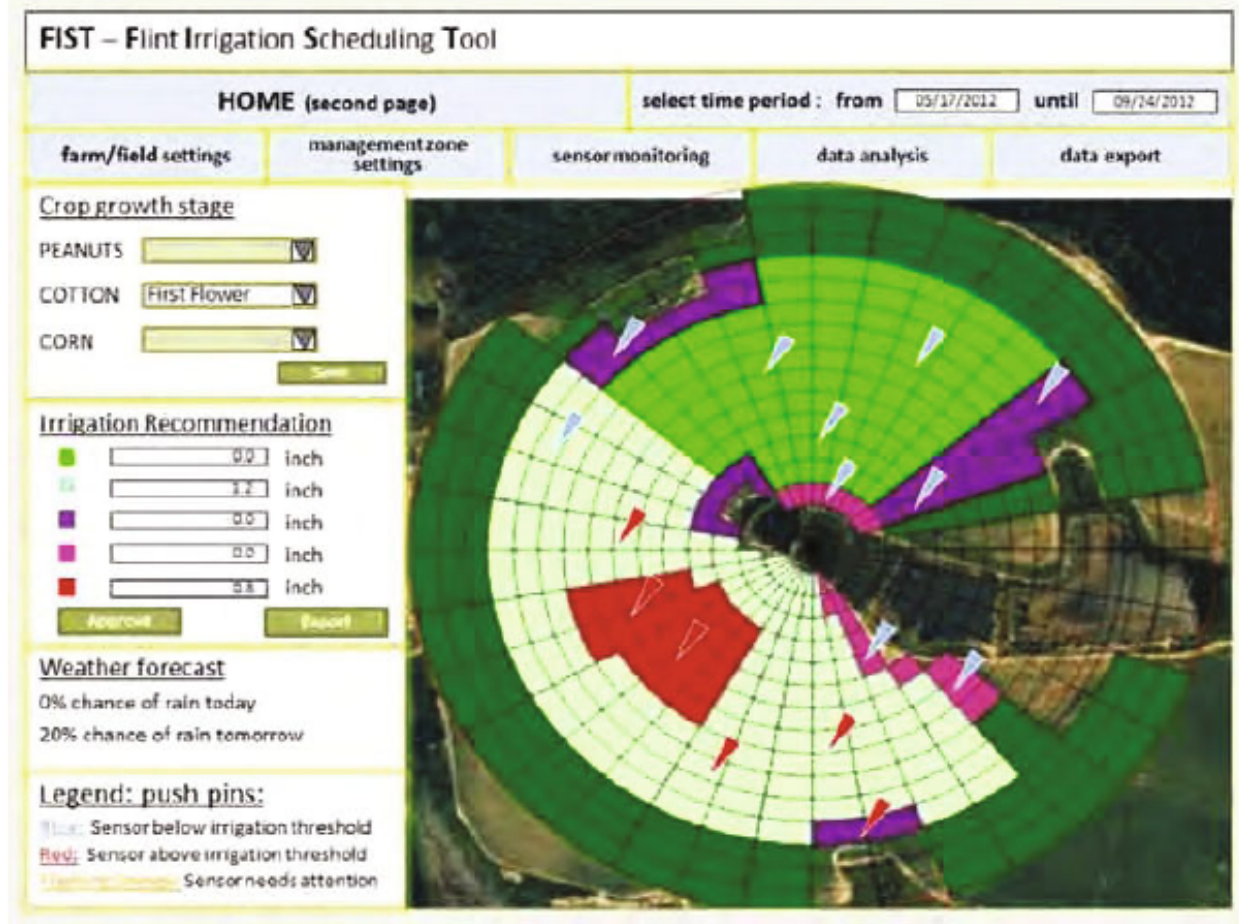 FIST – Flint Irrigation Scheduling Tool
HOME (second page)
select time period : from 05/17/2012 until 09/24/2012
farm/field settings
management zone
settings
sensor monitoring
data analysis
data export
Crop growth stage
PEANUTS
COTTON First Flower
CORN
Save
Irrigation Recommendation
0.0 inch
1.2 inch
0.0 inch
0.0 inch
0.8 inch
Approve
Export
Weather forecast
0% chance of rain today
20% chance of rain tomorrow
Legend: push pins:
Blue: Sensor below irrigation threshold
Red: Sensor above irrigation threshold
Sensor needs attention